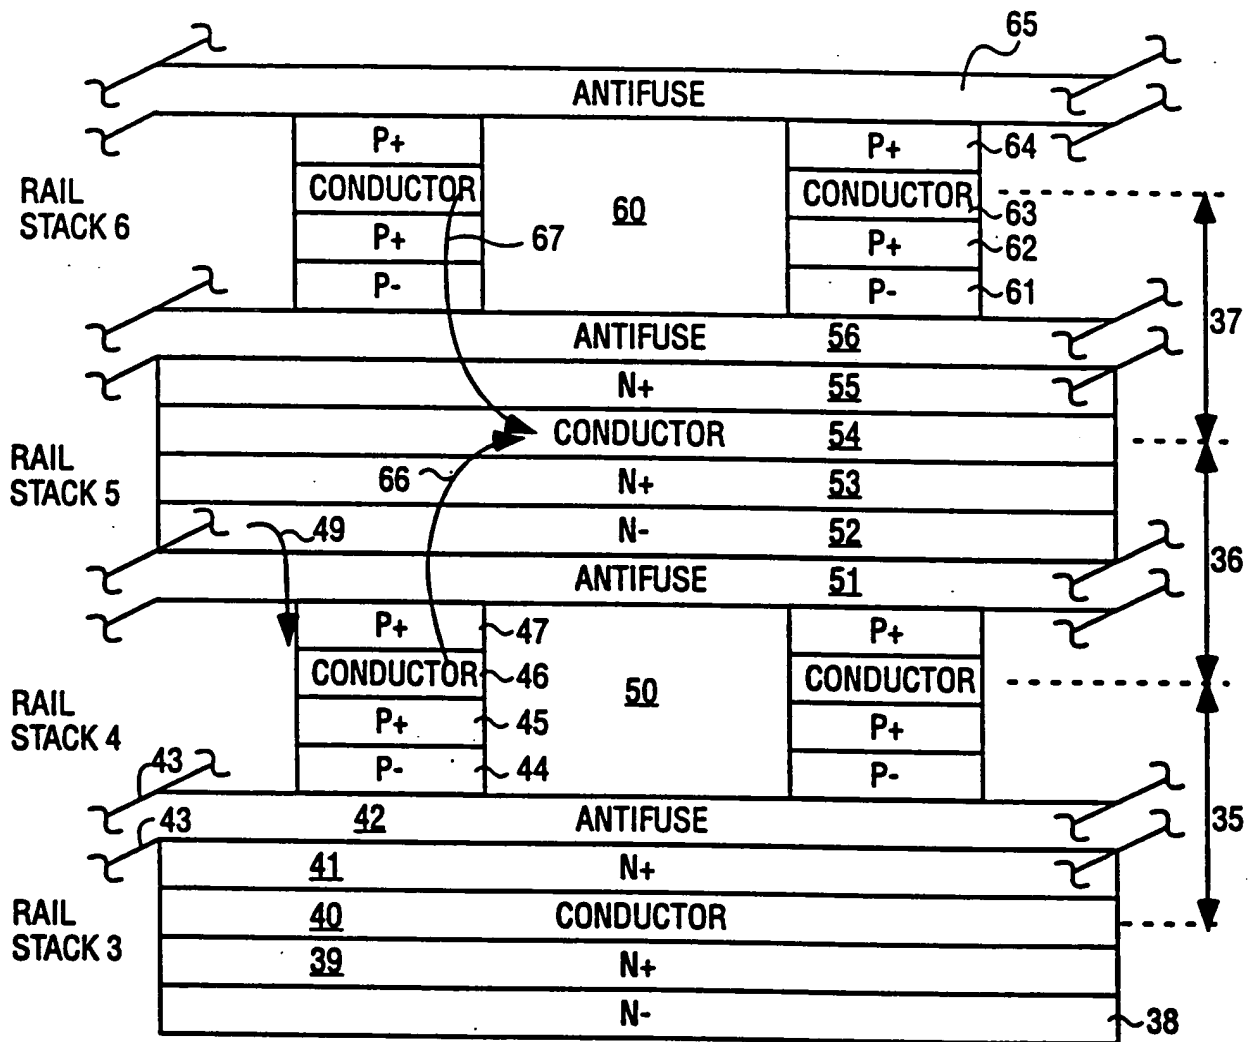 65
ANTIFUSE
P+ P+ 64
RAIL STACK 6
CONDUCTOR CONDUCTOR 63
60
67
P+ P+ 62
P- P- 61
37
ANTIFUSE 56
N+ 55
CONDUCTOR 54
RAIL STACK 5
66 N+ 53
49 N- 52
36
ANTIFUSE 51
P+ 47 P+
CONDUCTOR 46 50 CONDUCTOR
RAIL STACK 4
P+ 45 P+
P- 44 P-
43
42 ANTIFUSE 35
43
41 N+
RAIL STACK 3
40 CONDUCTOR
39 N+
N- 38